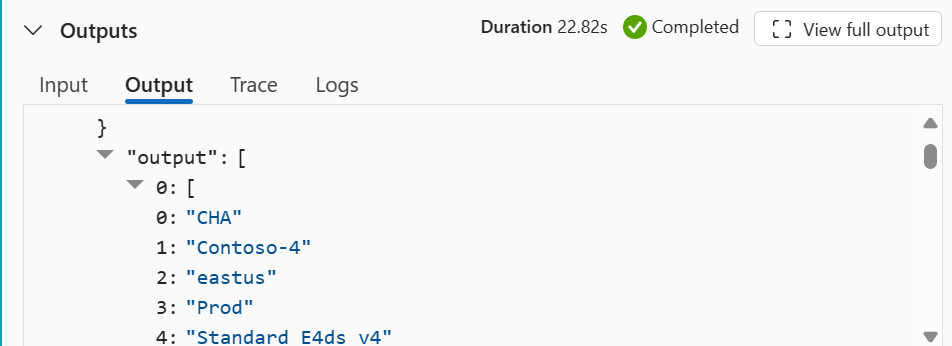 Outputs
Duration 22.82s Completed View full output
Input Output Trace Logs
}
"output": [
0: [
0: "CHA"
1: "Contoso-4"
2: "eastus"
3: "Prod"
4: "Standard_E4ds_v4"